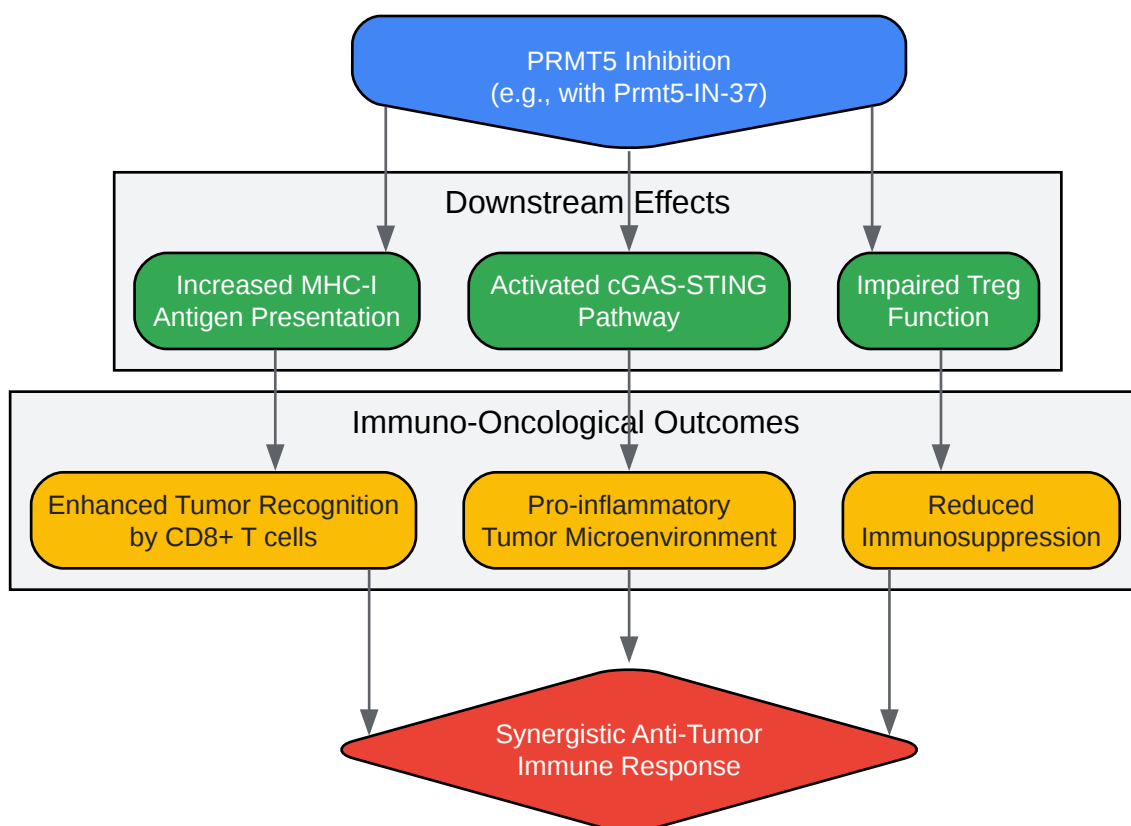 PRMT5 Inhibition
(e.g., with Prmt5-IN-37)
Downstream Effects
Increased MHC-I
Antigen Presentation
Activated cGAS-STING
Pathway
Impaired Treg
Function
Immuno-Oncological Outcomes
Enhanced Tumor Recognition
by CD8+ T cells
Pro-inflammatory
Tumor Microenvironment
Reduced
Immunosuppression
Synergistic Anti-Tumor
Immune Response